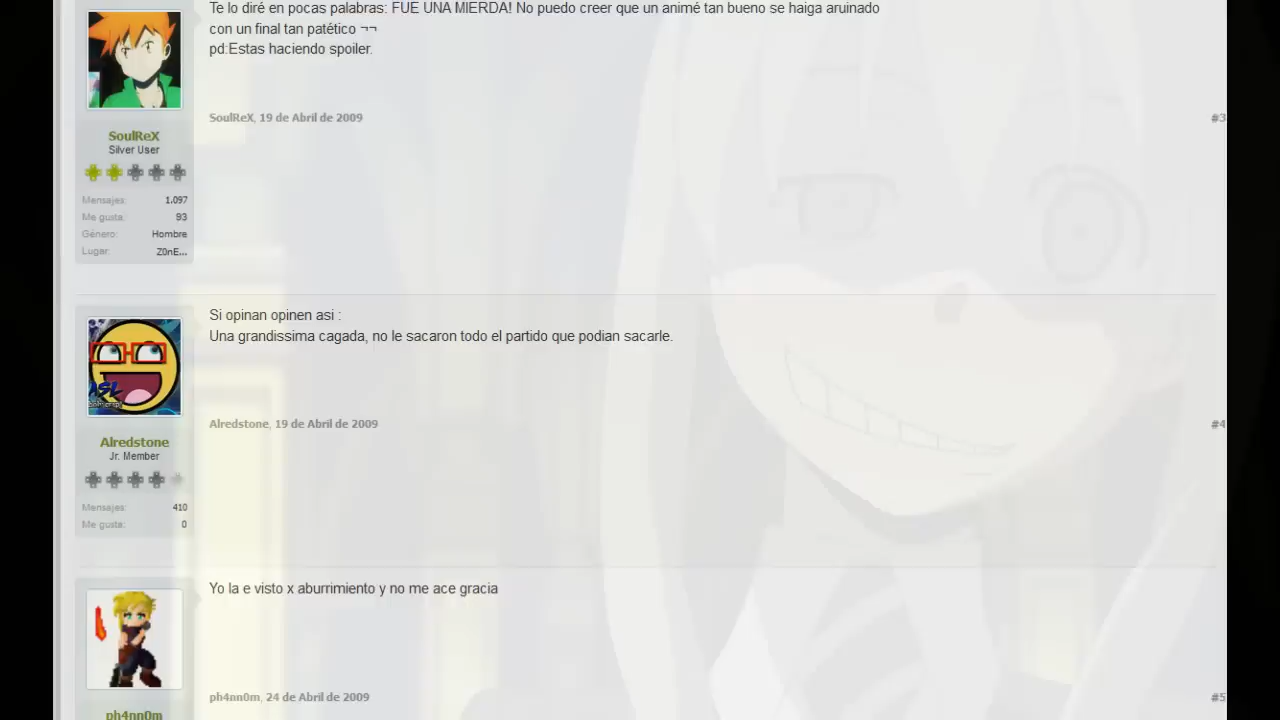 Te lo diré en pocas palabras: FUE UNA MIERDA! No puedo creer que un animé tan bueno se haiga aruinado
con un final tan patético ¬¬
pd:Estas haciendo spoiler.
SoulReX, 19 de Abril de 2009
#3
SoulReX
Silver User
Mensajes: 1.097
Me gusta: 93
Género: Hombre
Lugar: Z0nE...
Si opinan opinen asi :
Una grandissima cagada, no le sacaron todo el partido que podian sacarle.
Alredstone, 19 de Abril de 2009
#4
Alredstone
Jr. Member
Mensajes: 410
Me gusta: 0
Yo la e visto x aburrimiento y no me ace gracia
ph4nn0m, 24 de Abril de 2009
#5
ph4nn0m